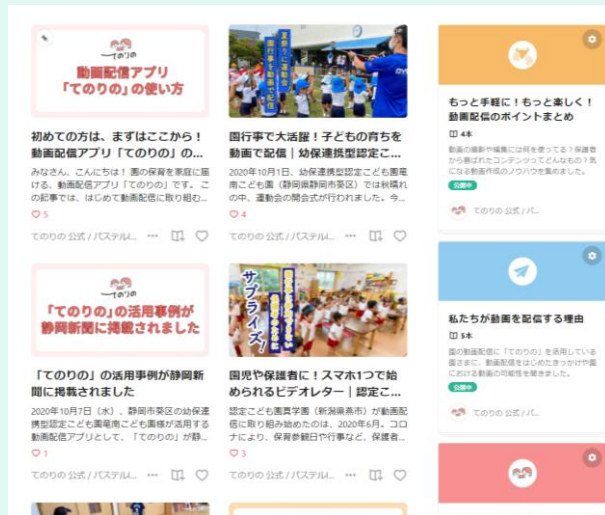 てのりの
動画配信アプリ
「てのりの」の使い方
初めての方は、まずはここから!
動画配信アプリ「てのりの」の...
みなさん、こんにちは! 園の保育を家庭に届
ける、動画配信アプリ「てのりの」です。 こ
の記事では、はじめて動画配信に取り組む...
5
てのりの 公式 / パステルI...
夏祭りに運動会
園行事を動画で配信
園行事で大活躍!子どもの育ちを
動画で配信|幼保連携型認定こ...
2020年10月1日、幼保連携型認定こども園竜
南こども園(静岡県静岡市葵区)では秋晴れ
の中、運動会の開会式が行われました。今...
4
てのりの 公式 / パステルI...
てのりの
「てのりの」の活用事例が
静岡新聞に掲載されました
「てのりの」の活用事例が静岡新
聞に掲載されました
2020年10月7日(水)、静岡市葵区の幼保連
携型認定こども園竜南こども園様が活用する
動画配信アプリとして、「てのりの」が静...
1
てのりの 公式 / パステルI...
サプライズ!
園児や保護者に!スマホ1つで始
められるビデオレター|認定こ...
認定こども園真学園(新潟県燕市)が動画配
信に取り組み始めたのは、2020年6月。コロ
ナにより、保育参観日や行事など、保護者...
3
てのりの 公式 / パステルI...
もっと手軽に!もっと楽しく!
動画配信のポイントまとめ
4本
動画の撮影や編集には何を使ってる?保護者
から喜ばれたコンテンツってどんなもの?気
になる動画作成のノウハウを集めました。
公開中
てのりの 公式 / パ...
私たちが動画を配信する理由
5本
園の動画配信に「てのりの」を活用している
園さまに、動画配信をはじめたきっかけや園
における動画の可能性を聞きました。
公開中
てのりの 公式 / パ...